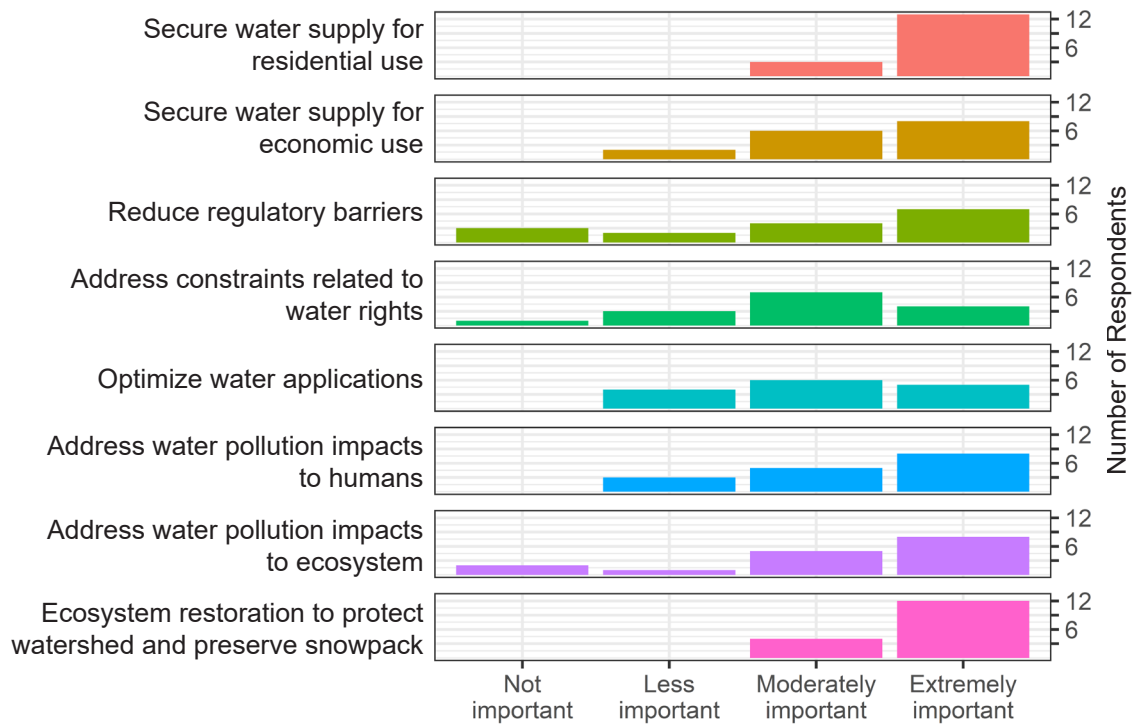 Secure water supply for
residential use
12
6
Secure water supply for
economic use
12
6
Reduce regulatory barriers
12
6
Address constraints related to
water rights
12
6
Optimize water applications
12
6
Address water pollution impacts
to humans
12
6
Address water pollution impacts
to ecosystem
12
6
Ecosystem restoration to protect
watershed and preserve snowpack
12
6
Number of Respondents
Not
important
Less
important
Moderately
important
Extremely
important